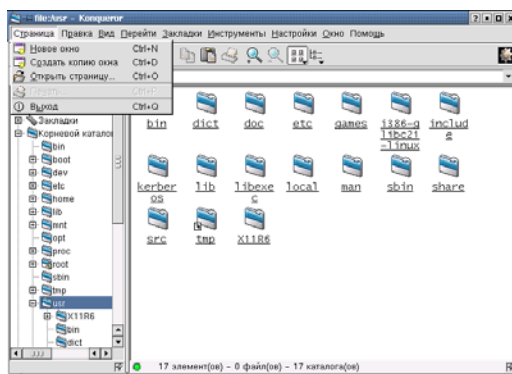 file:/usr - Konqueror
Страница Правка Вид Перейти Закладки Инструменты Настройки Окно Помощь
Новое окно Ctrl+N
Создать копию окна Ctrl+D
Открыть страницу... Ctrl+O
Ctrl+P
Выход Ctrl+Q
Закладки
Корневой каталог
bin
boot
dev
etc
home
lib
mnt
opt
proc
root
sbin
tmp
usr
X11R6
bin
dict
bin dict doc etc games i386-glibc21-linux include
kerberos lib libexec local man sbin share
src tmp X11R6
17 элемент(ов) - 0 файл(ов) - 17 каталога(ов)